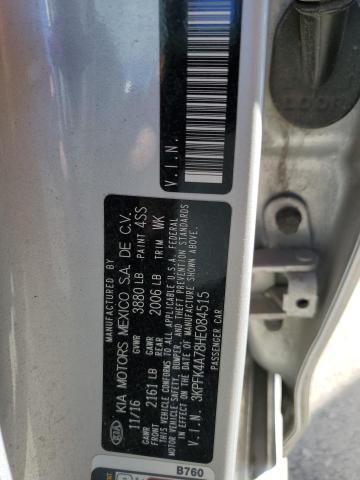 V.I.N.
MANUFACTURED BY
KIA KIA MOTORS MEXICO S.A. DE C.V.
11/16 GVWR 3880 LB PAINT 4SS
GAWR FRONT 2161 LB GAWR REAR 2006 LB TRIM WK
THIS VEHICLE CONFORMS TO ALL APPLICABLE U.S.A. FEDERAL
MOTOR VEHICLE SAFETY, BUMPER, AND THEFT PREVENTION STANDARDS
IN EFFECT ON THE DATE OF MANUFACTURE SHOWN ABOVE.
V.I.N. 3KPFK4A78HE084515
PASSENGER CAR
B760